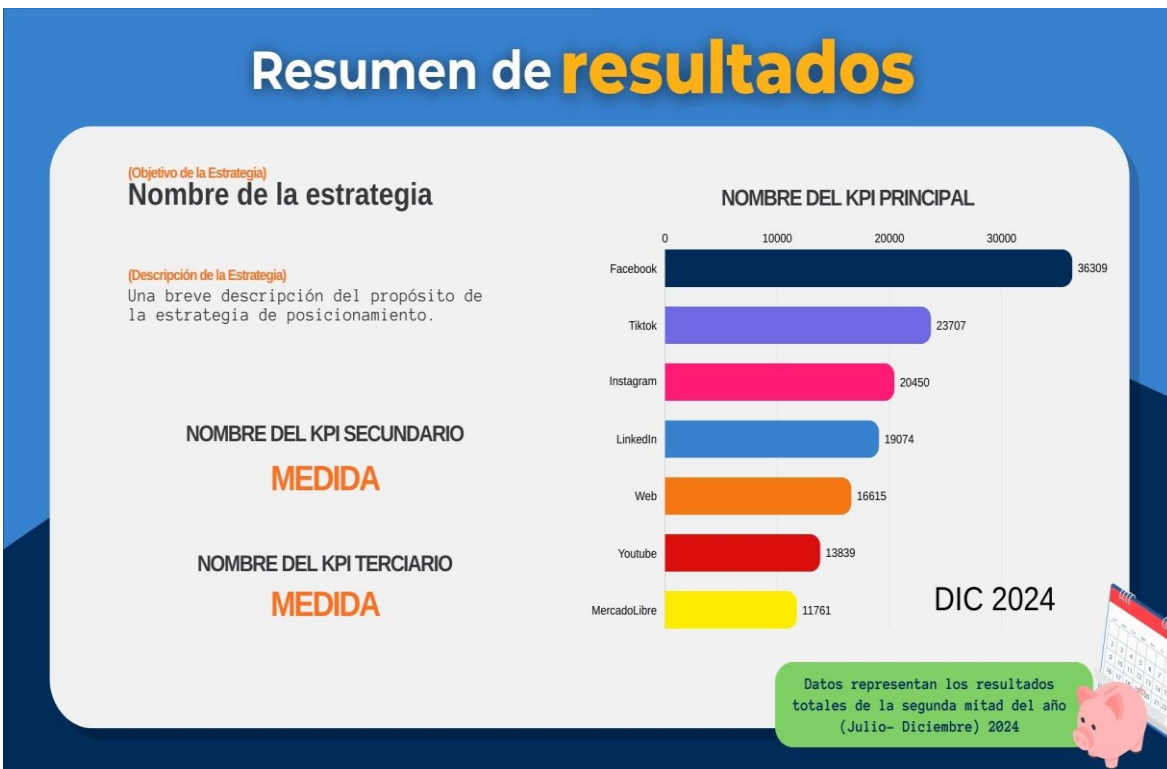 Resumen de resultados
(Objetivo de la Estrategia)
Nombre de la estrategia
(Descripción de la Estrategia)
Una breve descripción del propósito de
la estrategia de posicionamiento.
NOMBRE DEL KPI SECUNDARIO
MEDIDA
NOMBRE DEL KPI TERCIARIO
MEDIDA
NOMBRE DEL KPI PRINCIPAL
0 10000 20000 30000
Facebook 36309
Tiktok 23707
Instagram 20450
LinkedIn 19074
Web 16615
Youtube 13839
MercadoLibre 11761
DIC 2024
Datos representan los resultados
totales de la segunda mitad del año
(Julio- Diciembre) 2024